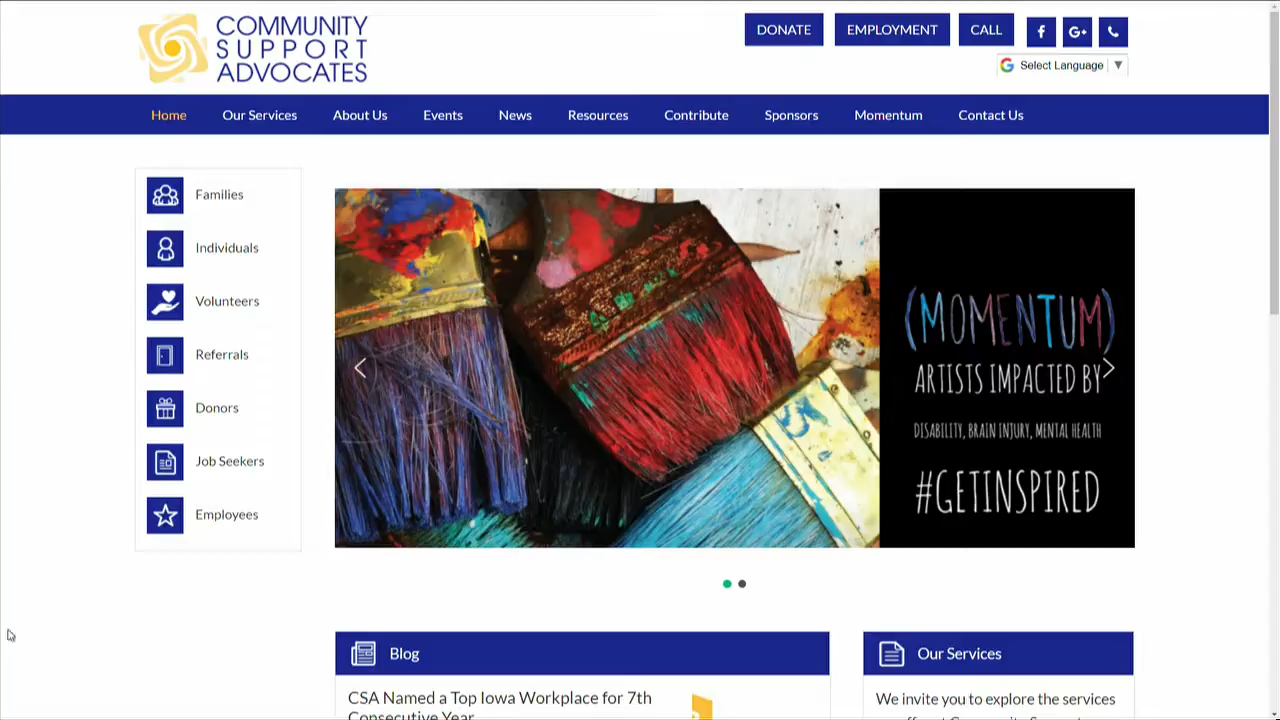 COMMUNITY
SUPPORT
ADVOCATES
DONATE
EMPLOYMENT
CALL
f
G+
G Select Language ▼
Home
Our Services
About Us
Events
News
Resources
Contribute
Sponsors
Momentum
Contact Us
Families
Individuals
Volunteers
Referrals
Donors
Job Seekers
Employees
(MOMENTUM)
ARTISTS IMPACTED BY
DISABILITY, BRAIN INJURY, MENTAL HEALTH
#GETINSPIRED
Blog
CSA Named a Top Iowa Workplace for 7th
Consecutive Year
Our Services
We invite you to explore the services